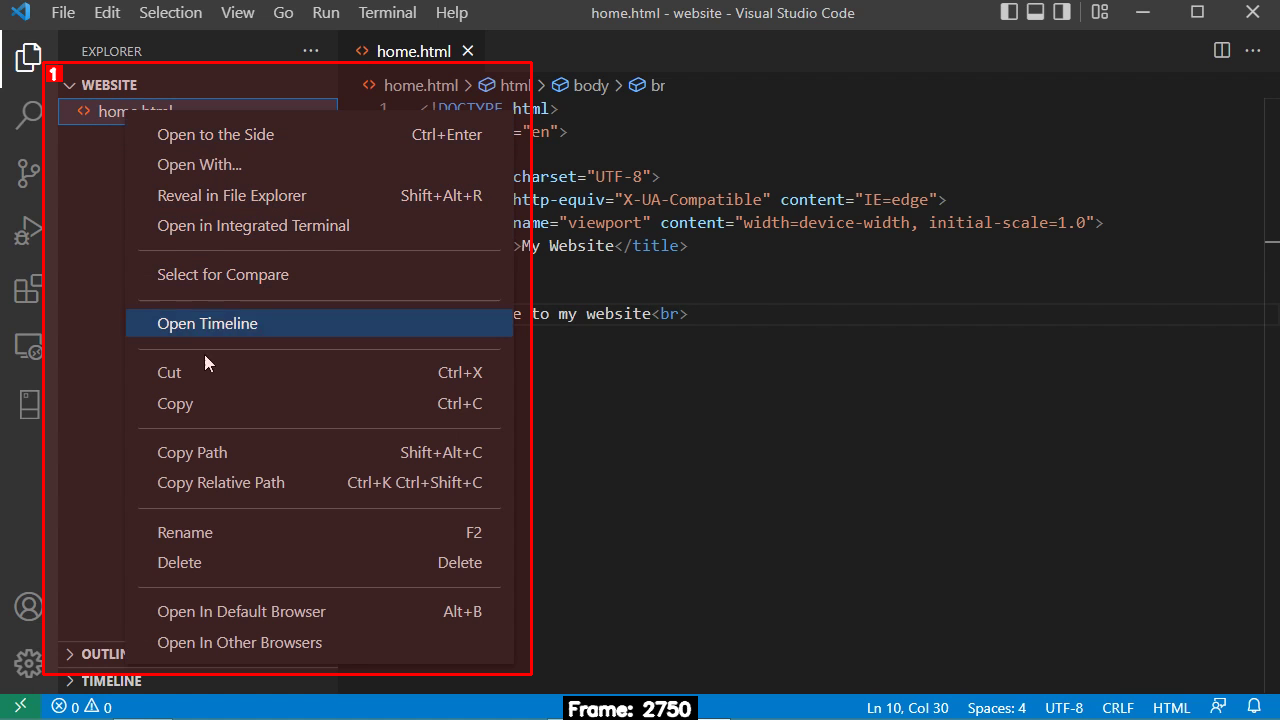 File Edit Selection View Go Run Terminal Help home.html - website - Visual Studio Code
EXPLORER
home.html
1
WEBSITE
home.html > html > body > br
home.html
1 <!DOCTYPE html>
="en">
charset="UTF-8">
http-equiv="X-UA-Compatible" content="IE=edge">
name="viewport" content="width=device-width, initial-scale=1.0">
>My Website</title>
e to my website<br>
Open to the Side Ctrl+Enter
Open With...
Reveal in File Explorer Shift+Alt+R
Open in Integrated Terminal
Select for Compare
Open Timeline
Cut Ctrl+X
Copy Ctrl+C
Copy Path Shift+Alt+C
Copy Relative Path Ctrl+K Ctrl+Shift+C
Rename F2
Delete Delete
Open In Default Browser Alt+B
Open In Other Browsers
OUTLIN
TIMELINE
0 0
Frame: 2750
Ln 10, Col 30 Spaces: 4 UTF-8 CRLF HTML